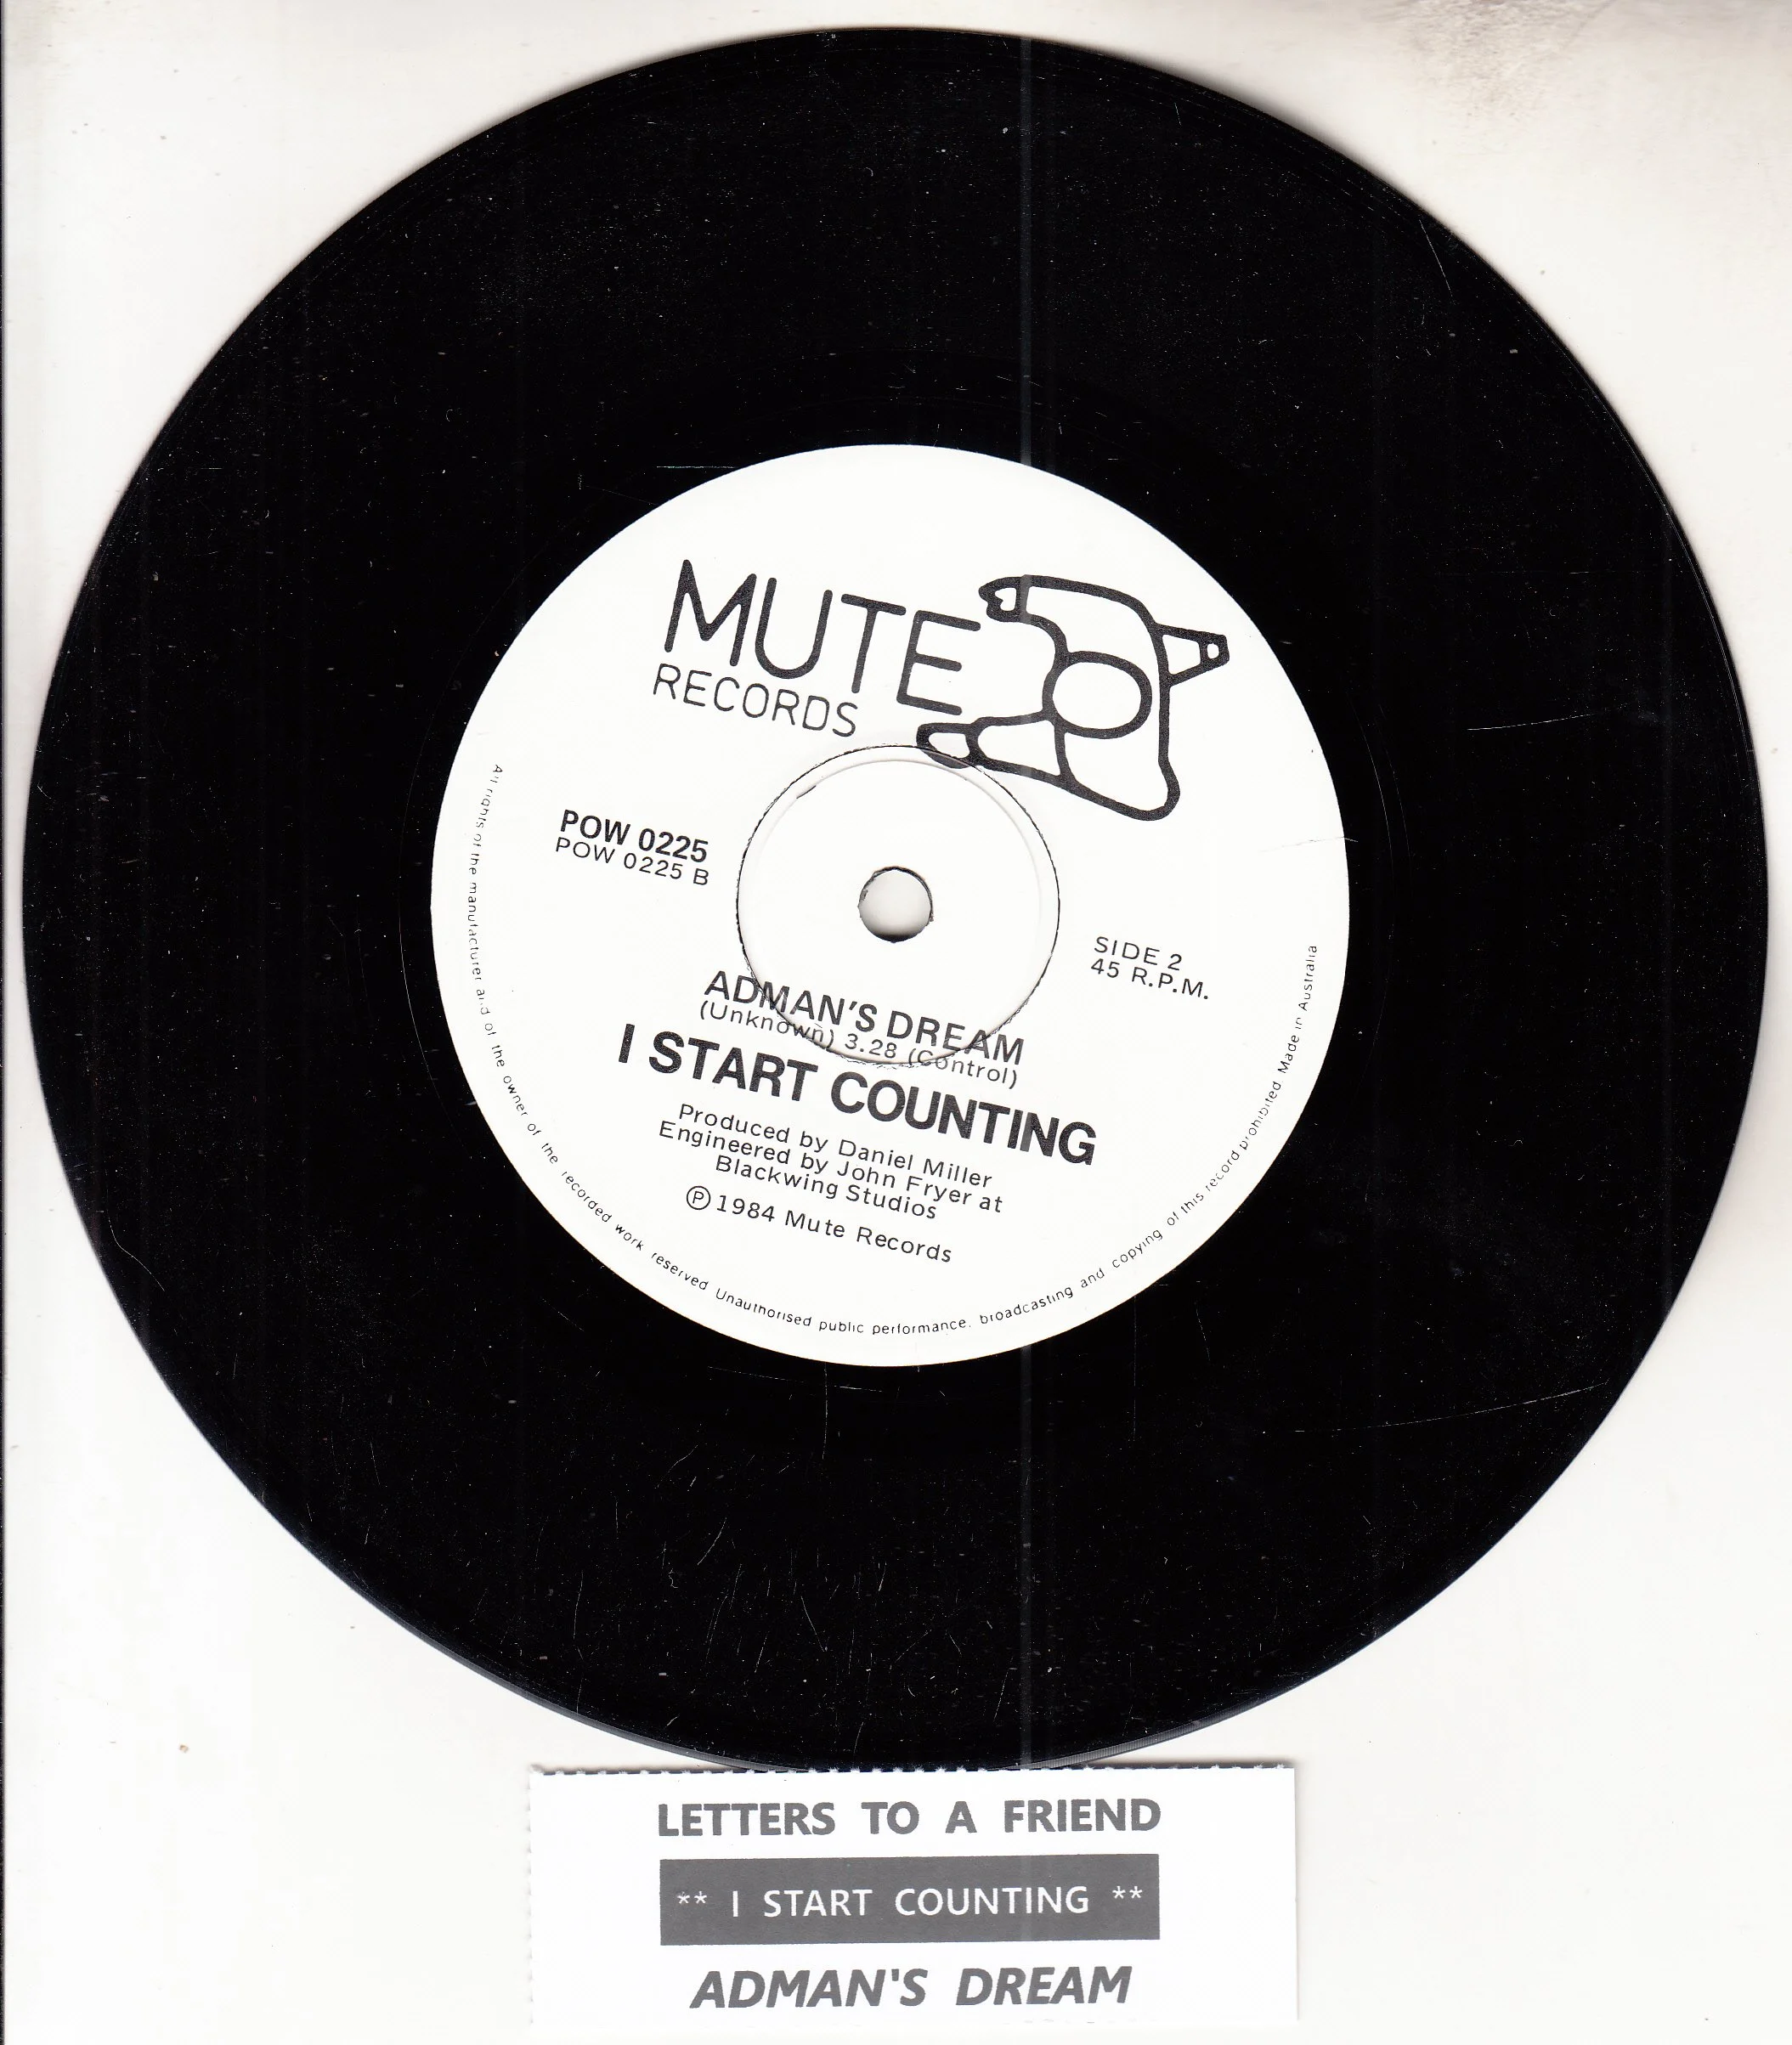 MUTE
RECORDS
POW 0225
POW 0225 B
SIDE 2
45 R.P.M.
ADMAN'S DREAM
(Unknown) 3.28 (Control)
I START COUNTING
Produced by Daniel Miller
Engineered by John Fryer at
Blackwing Studios
Ⓟ 1984 Mute Records
All rights of the manufacturer and of the owner of the recorded work reserved Unauthorised public performance. broadcasting and copying of this record prohibited Made in Australia
LETTERS TO A FRIEND
** I START COUNTING **
ADMAN'S DREAM